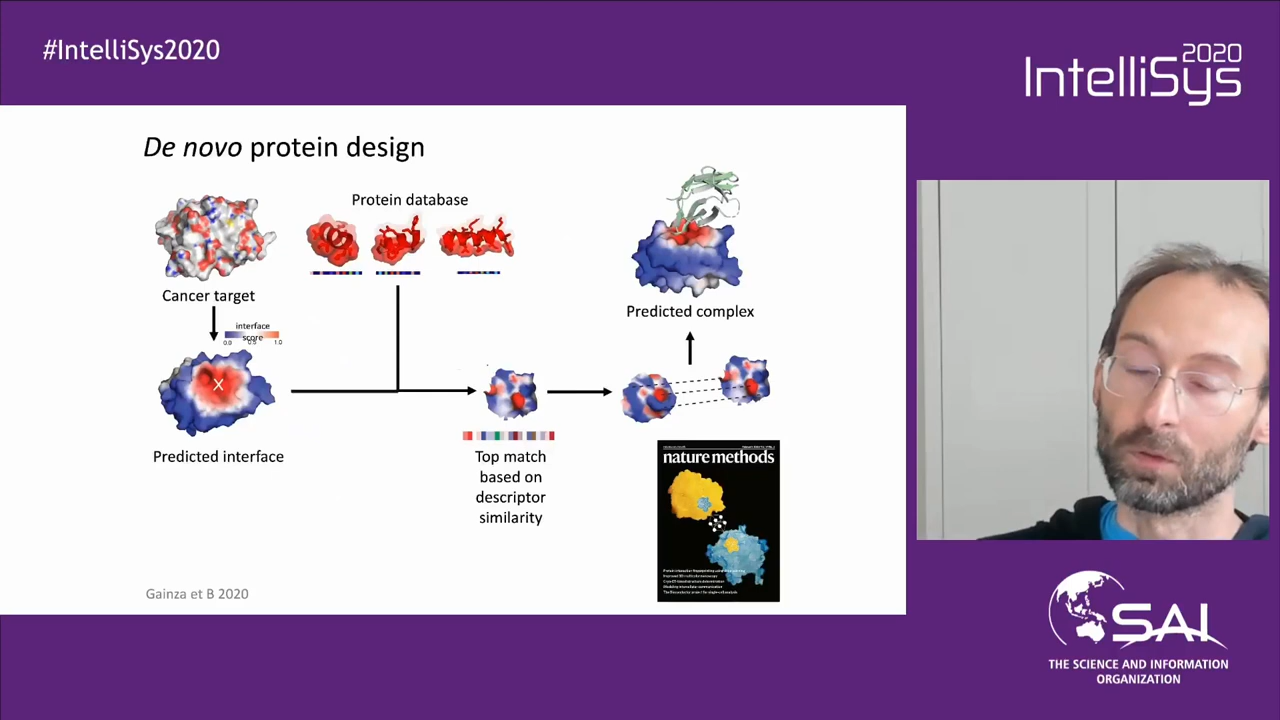 #IntelliSys2020
2020
IntelliSys
De novo protein design
Protein database
Cancer target
interface
score
0.0 0.5 1.0
Predicted interface
Top match
based on
descriptor
similarity
Predicted complex
nature methods
Gainza et B 2020
SAI
THE SCIENCE AND INFORMATION
ORGANIZATION